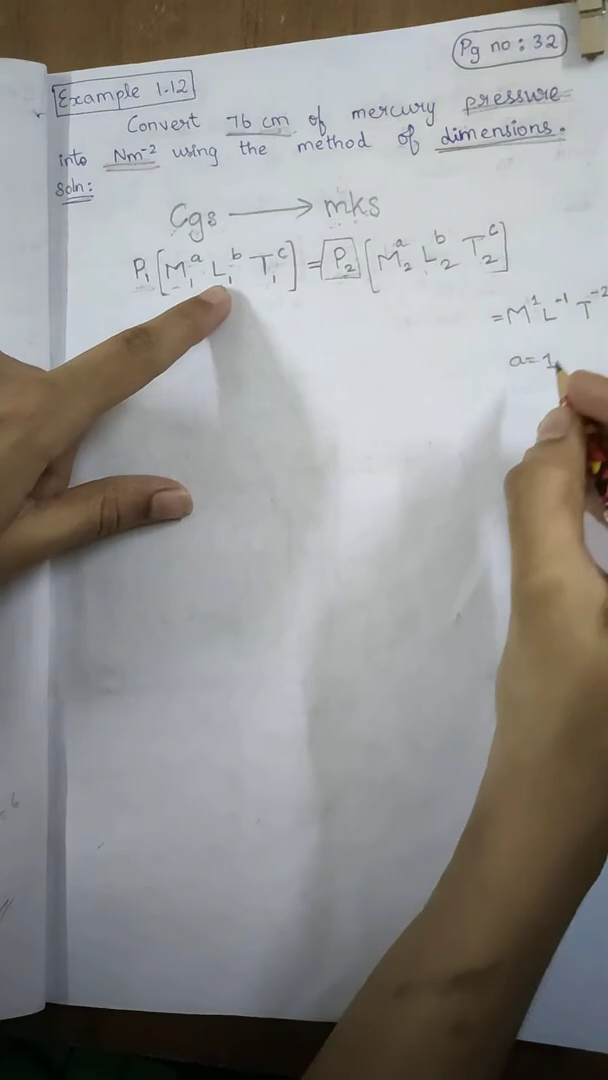 Pg no : 32
Example 1.12
Convert 76 cm of mercury pressure
into Nm⁻² using the method of dimensions.
soln:
Cgs → mks
P₁[M₁ᵃ L₁ᵇ T₁ᶜ] = P₂[M₂ᵃ L₂ᵇ T₂ᶜ]
= M¹ L⁻¹ T⁻²
a=1